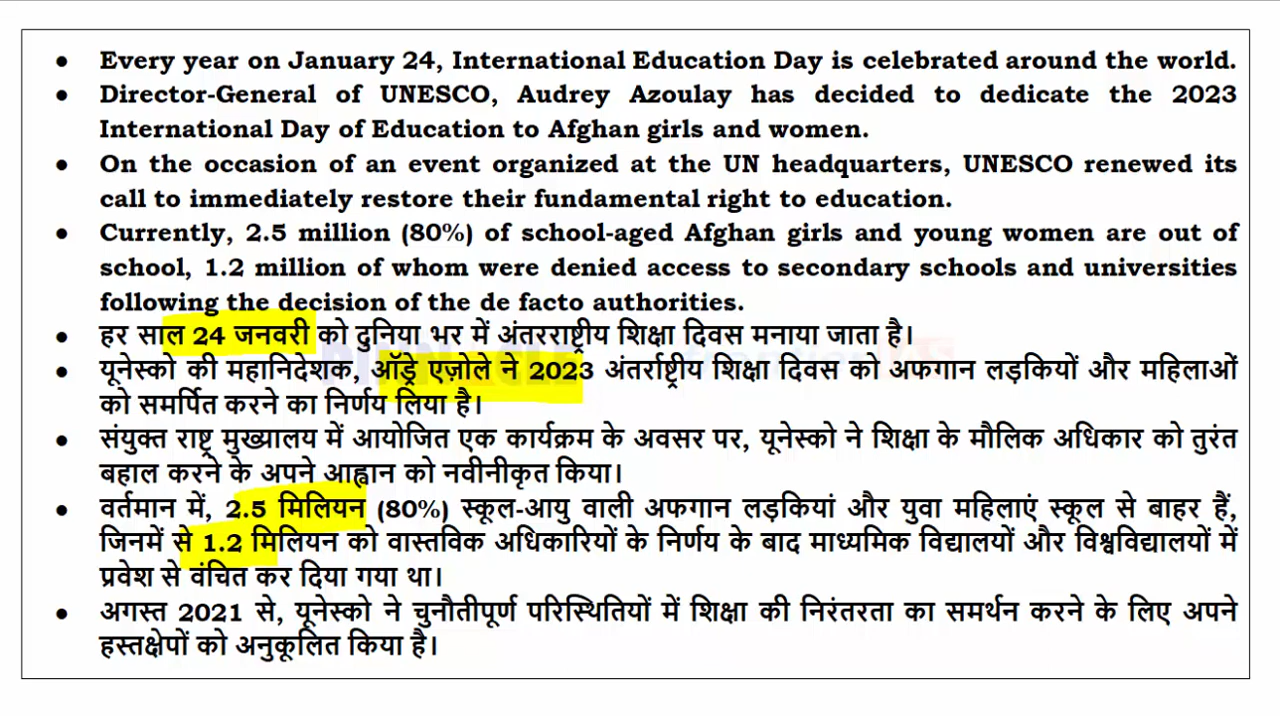 • Every year on January 24, International Education Day is celebrated around the world.
• Director-General of UNESCO, Audrey Azoulay has decided to dedicate the 2023
International Day of Education to Afghan girls and women.
• On the occasion of an event organized at the UN headquarters, UNESCO renewed its
call to immediately restore their fundamental right to education.
• Currently, 2.5 million (80%) of school-aged Afghan girls and young women are out of
school, 1.2 million of whom were denied access to secondary schools and universities
following the decision of the de facto authorities.
• हर साल 24 जनवरी को दुनिया भर में अंतरराष्ट्रीय शिक्षा दिवस मनाया जाता है।
• यूनेस्को की महानिदेशक, ऑड्रे एज़ोले ने 2023 अंतर्राष्ट्रीय शिक्षा दिवस को अफगान लड़कियों और महिलाओं
को समर्पित करने का निर्णय लिया है।
• संयुक्त राष्ट्र मुख्यालय में आयोजित एक कार्यक्रम के अवसर पर, यूनेस्को ने शिक्षा के मौलिक अधिकार को तुरंत
बहाल करने के अपने आह्वान को नवीनीकृत किया।
• वर्तमान में, 2.5 मिलियन (80%) स्कूल-आयु वाली अफगान लड़कियां और युवा महिलाएं स्कूल से बाहर हैं,
जिनमें से 1.2 मिलियन को वास्तविक अधिकारियों के निर्णय के बाद माध्यमिक विद्यालयों और विश्वविद्यालयों में
प्रवेश से वंचित कर दिया गया था।
• अगस्त 2021 से, यूनेस्को ने चुनौतीपूर्ण परिस्थितियों में शिक्षा की निरंतरता का समर्थन करने के लिए अपने
हस्तक्षेपों को अनुकूलित किया है।